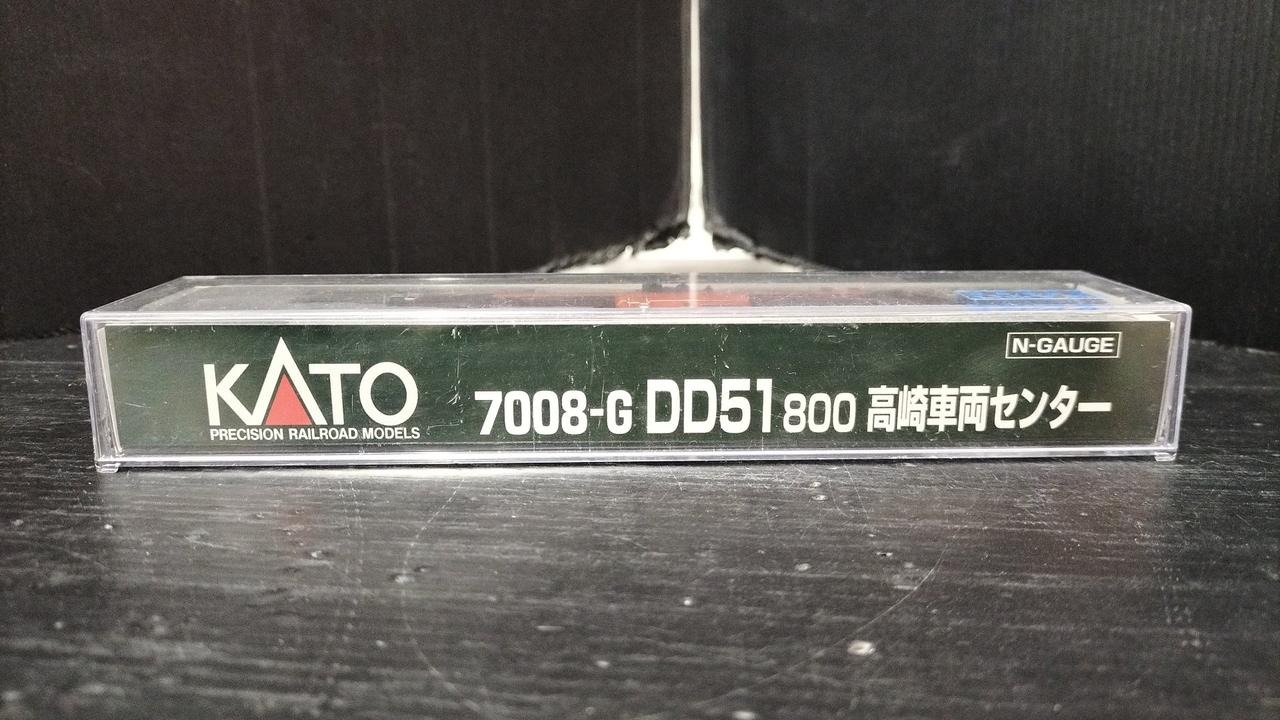 N-GAUGE
KATO
PRECISION RAILROAD MODELS
7008-G DD51 800 高崎車両センター